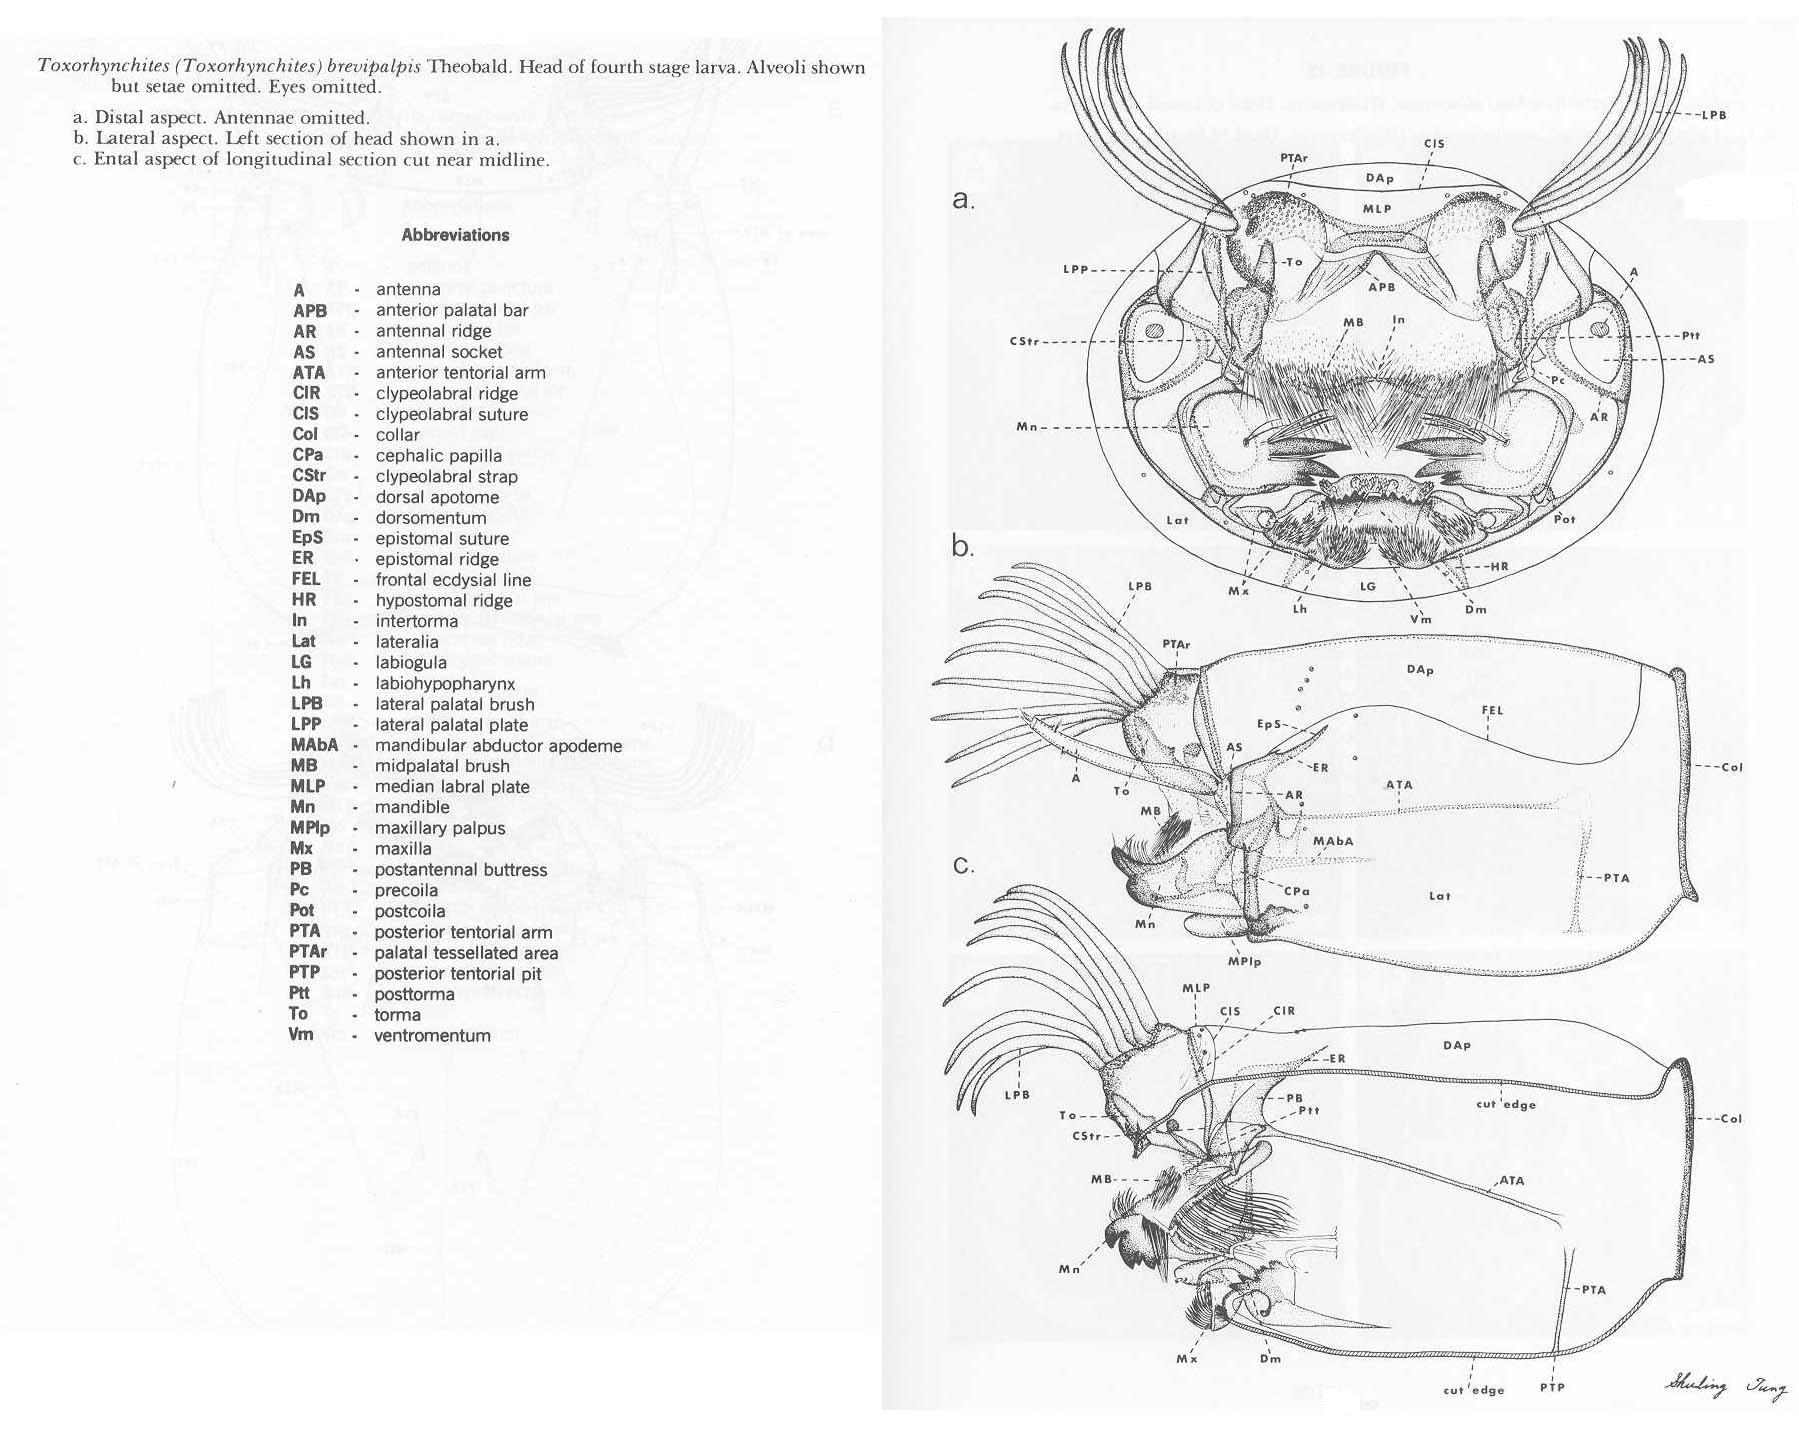 Toxorhynchites (Toxorhynchites) brevipalpis Theobald. Head of fourth stage larva. Alveoli shown
but setae omitted. Eyes omitted.
a. Distal aspect. Antennae omitted.
b. Lateral aspect. Left section of head shown in a.
c. Ental aspect of longitudinal section cut near midline.
Abbreviations
A - antenna
APB - anterior palatal bar
AR - antennal ridge
AS - antennal socket
ATA - anterior tentorial arm
CIR - clypeolabral ridge
CIS - clypeolabral suture
Col - collar
CPa - cephalic papilla
CStr - clypeolabral strap
DAp - dorsal apotome
Dm - dorsomentum
EpS - epistomal suture
ER - epistomal ridge
FEL - frontal ecdysial line
HR - hypostomal ridge
In - intertorma
Lat - lateralia
LG - labiogula
Lh - labiohypopharynx
LPB - lateral palatal brush
LPP - lateral palatal plate
MAbA - mandibular abductor apodeme
MB - midpalatal brush
MLP - median labral plate
Mn - mandible
MPlp - maxillary palpus
Mx - maxilla
PB - postantennal buttress
Pc - precoila
Pot - postcoila
PTA - posterior tentorial arm
PTAr - palatal tessellated area
PTP - posterior tentorial pit
Ptt - posttorma
To - torma
Vm - ventromentum
a.
LPB
CIS
PTAr
DAp
MLP
LPP
To
APB
A
MB
In
CStr
Ptt
AS
Pc
AR
Mn
Lat
Pot
HR
LG
Mx
Lh
Vm
Dm
b.
LPB
PTAr
DAp
FEL
EpS
AS
ER
Col
A
To
AR
ATA
MB
MAbA
CPa
PTA
Lat
Mn
MPlp
c.
MLP
CIS
CIR
DAp
ER
LPB
PB
Ptt
cut edge
To
CStr
Col
MB
ATA
Mn
PTA
Mx
Dm
cut edge
PTP
Shuling Tung